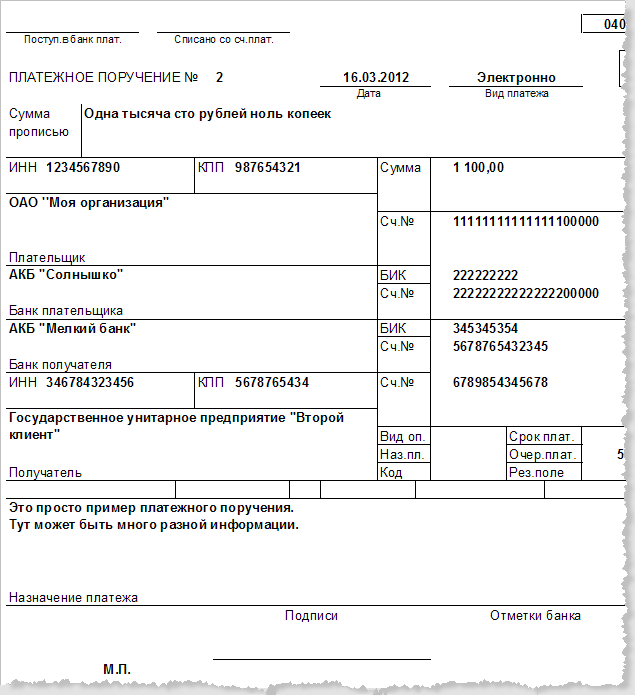 040
Поступ.в банк плат. Списано со сч.плат.
ПЛАТЕЖНОЕ ПОРУЧЕНИЕ № 2 16.03.2012 Электронно
Дата Вид платежа
Сумма прописью Одна тысяча сто рублей ноль копеек
ИНН 1234567890 КПП 987654321 Сумма 1 100,00
ОАО "Моя организация"
Сч.№ 11111111111111100000
Плательщик
АКБ "Солнышко" БИК 222222222
Сч.№ 22222222222222200000
Банк плательщика
АКБ "Мелкий банк" БИК 345345354
Сч.№ 5678765432345
Банк получателя
ИНН 346784323456 КПП 5678765434 Сч.№ 6789854345678
Государственное унитарное предприятие "Второй
клиент"
Вид оп. Срок плат.
Наз.пл. Очер.плат. 5
Получатель Код Рез.поле
Это просто пример платежного поручения.
Тут может быть много разной информации.
Назначение платежа
Подписи Отметки банка
М.П.